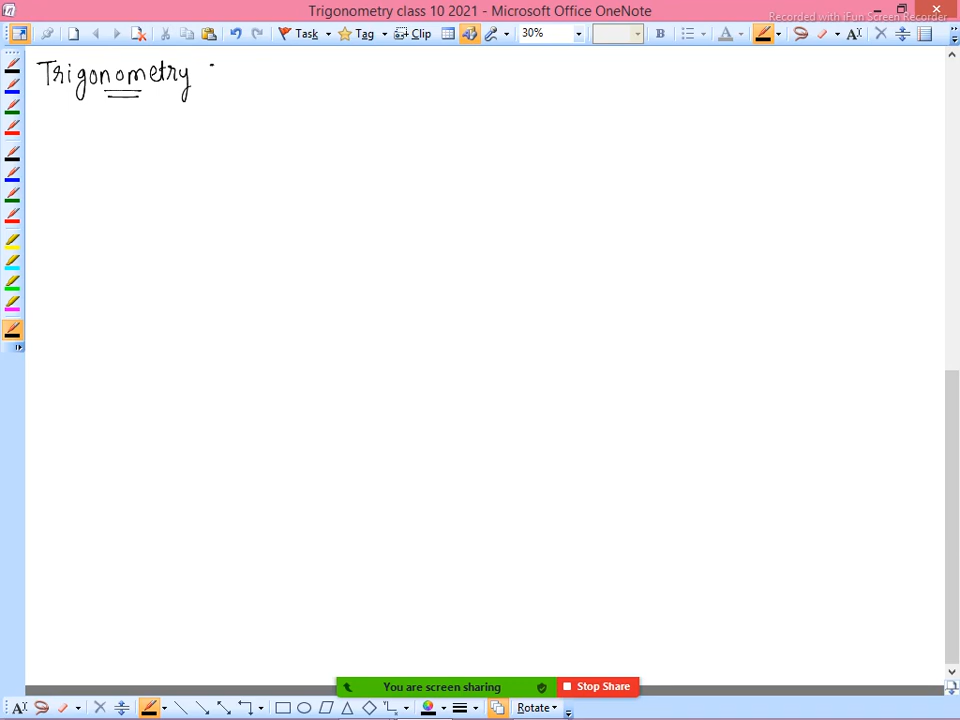 Trigonometry class 10 2021 - Microsoft Office OneNote
Recorded with iFun Screen Recorder
Task Tag Clip 30% B A A
Trigonometry
You are screen sharing Stop Share
A Rotate